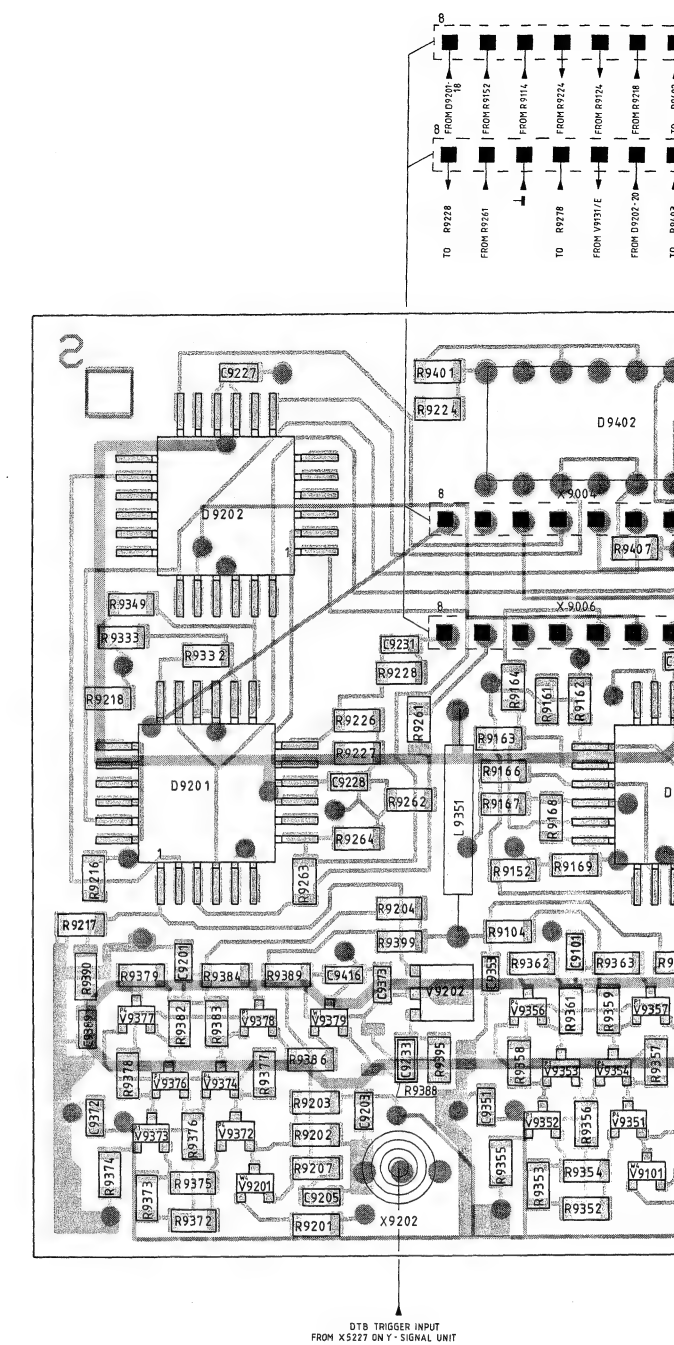 8
FROM D9201-18
FROM R9152
FROM R9114
FROM R9224
FROM R9124
FROM R9218
8
TO R9228
FROM R9261
TO R9278
FROM V9131/E
FROM D9202-20
S
C9227
R9401
R9224
D9402
X9004
8
D9202
1
R9407
X9006
8
R9349
R9333
R9332
C9231
R9228
R9218
R9226
R9261
R9164
R9161
R9162
R9227
R9163
D9201
C9228
R9166
R9262
L9351
R9167
R9168
D
R9264
1
R9216
R9263
R9152
R9169
R9217
R9204
R9399
R9104
R9390
R9379
C9201
R9384
R9389
C9416
C9373
V9202
C9353
R9362
C9101
R9363
R9
C9389
V9377
R9382
R9383
V9378
V9379
V9356
R9361
R9359
V9357
R9378
V9376
V9374
R9377
R9386
C9233
R9395
R9358
V9353
V9354
R9357
R9388
C9372
V9373
R9376
V9372
R9203
C9203
C9351
V9352
R9356
V9351
R9202
R9374
R9373
R9375
V9201
R9207
R9355
R9353
R9354
V9101
C9205
R9372
R9201
X9202
R9352
DTB TRIGGER INPUT
FROM X5227 ON Y-SIGNAL UNIT